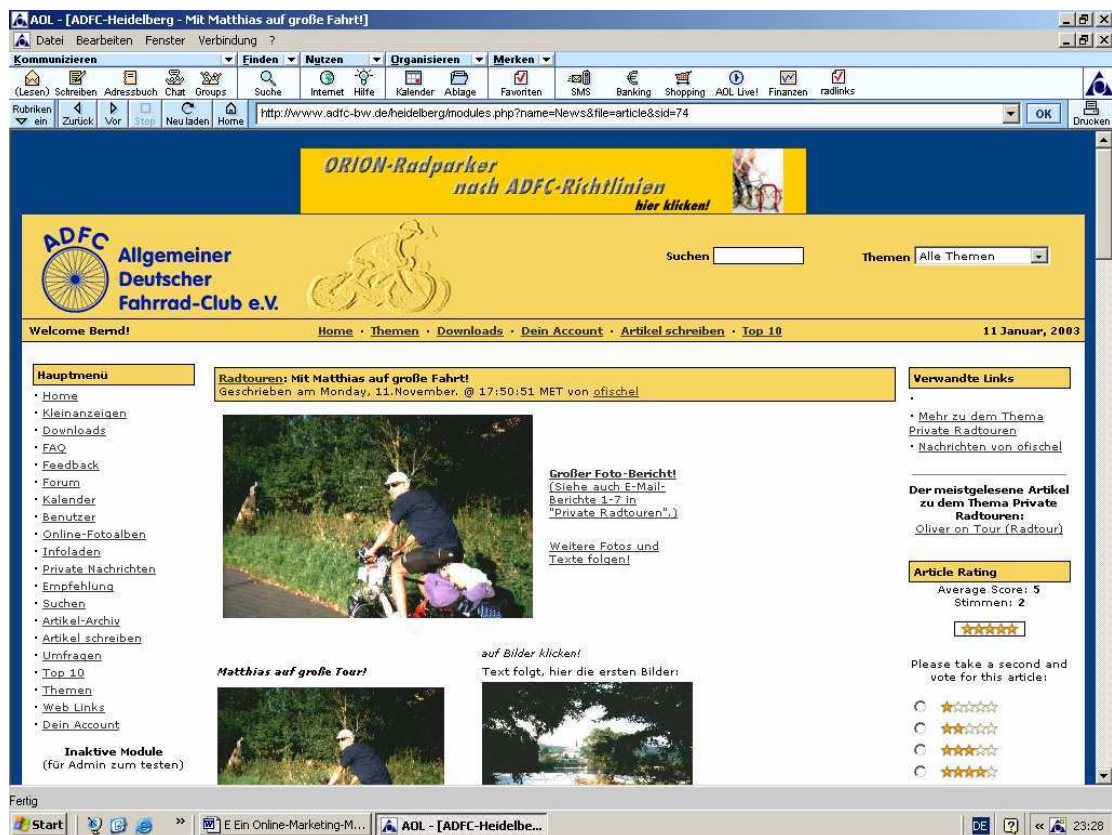 AOL - [ADFC-Heidelberg - Mit Matthias auf große Fahrt!]
Datei Bearbeiten Fenster Verbindung ?
Kommunizieren Finden Nutzen Organisieren Merken
(Lesen) Schreiben Adressbuch Chat Groups Suche Internet Hilfe Kalender Ablage Favoriten SMS Banking Shopping AOL Live! Finanzen radlinks
Rubriken ein Zurück Vor Stop Neu laden Home http://www.adfc-bw.de/heidelberg/modules.php?name=News&file=article&sid=74 OK Drucken
ORION-Radparker
nach ADFC-Richtlinien
hier klicken!
ADFC
Allgemeiner
Deutscher
Fahrrad-Club e.V.
Suchen
Themen Alle Themen
Welcome Bernd!
Home · Themen · Downloads · Dein Account · Artikel schreiben · Top 10
11 Januar, 2003
Hauptmenü
· Home
· Kleinanzeigen
· Downloads
· FAQ
· Feedback
· Forum
· Kalender
· Benutzer
· Online-Fotoalben
· Infoladen
· Private Nachrichten
· Empfehlung
· Suchen
· Artikel-Archiv
· Artikel schreiben
· Umfragen
· Top 10
· Themen
· Web Links
· Dein Account
Inaktive Module
(für Admin zum testen)
Radtouren: Mit Matthias auf große Fahrt!
Geschrieben am Monday, 11.November. @ 17:50:51 MET von ofischel
Großer Foto-Bericht!
(Siehe auch E-Mail-
Berichte 1-7 in
"Private Radtouren".)
Weitere Fotos und
Texte folgen!
Matthias auf große Tour!
auf Bilder klicken!
Text folgt, hier die ersten Bilder:
Verwandte Links
·
· Mehr zu dem Thema
Private Radtouren
· Nachrichten von ofischel
Der meistgelesene Artikel
zu dem Thema Private
Radtouren:
Oliver on Tour (Radtour)
Article Rating
Average Score: 5
Stimmen: 2
Please take a second and
vote for this article:
Fertig
Start » E Ein Online-Marketing-M... AOL - [ADFC-Heidelbe... DE ? « 23:28